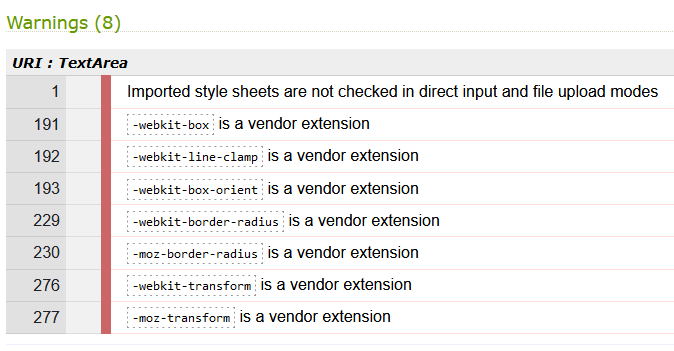 Warnings (8)
URI : TextArea
1 Imported style sheets are not checked in direct input and file upload modes
191 -webkit-box is a vendor extension
192 -webkit-line-clamp is a vendor extension
193 -webkit-box-orient is a vendor extension
229 -webkit-border-radius is a vendor extension
230 -moz-border-radius is a vendor extension
276 -webkit-transform is a vendor extension
277 -moz-transform is a vendor extension